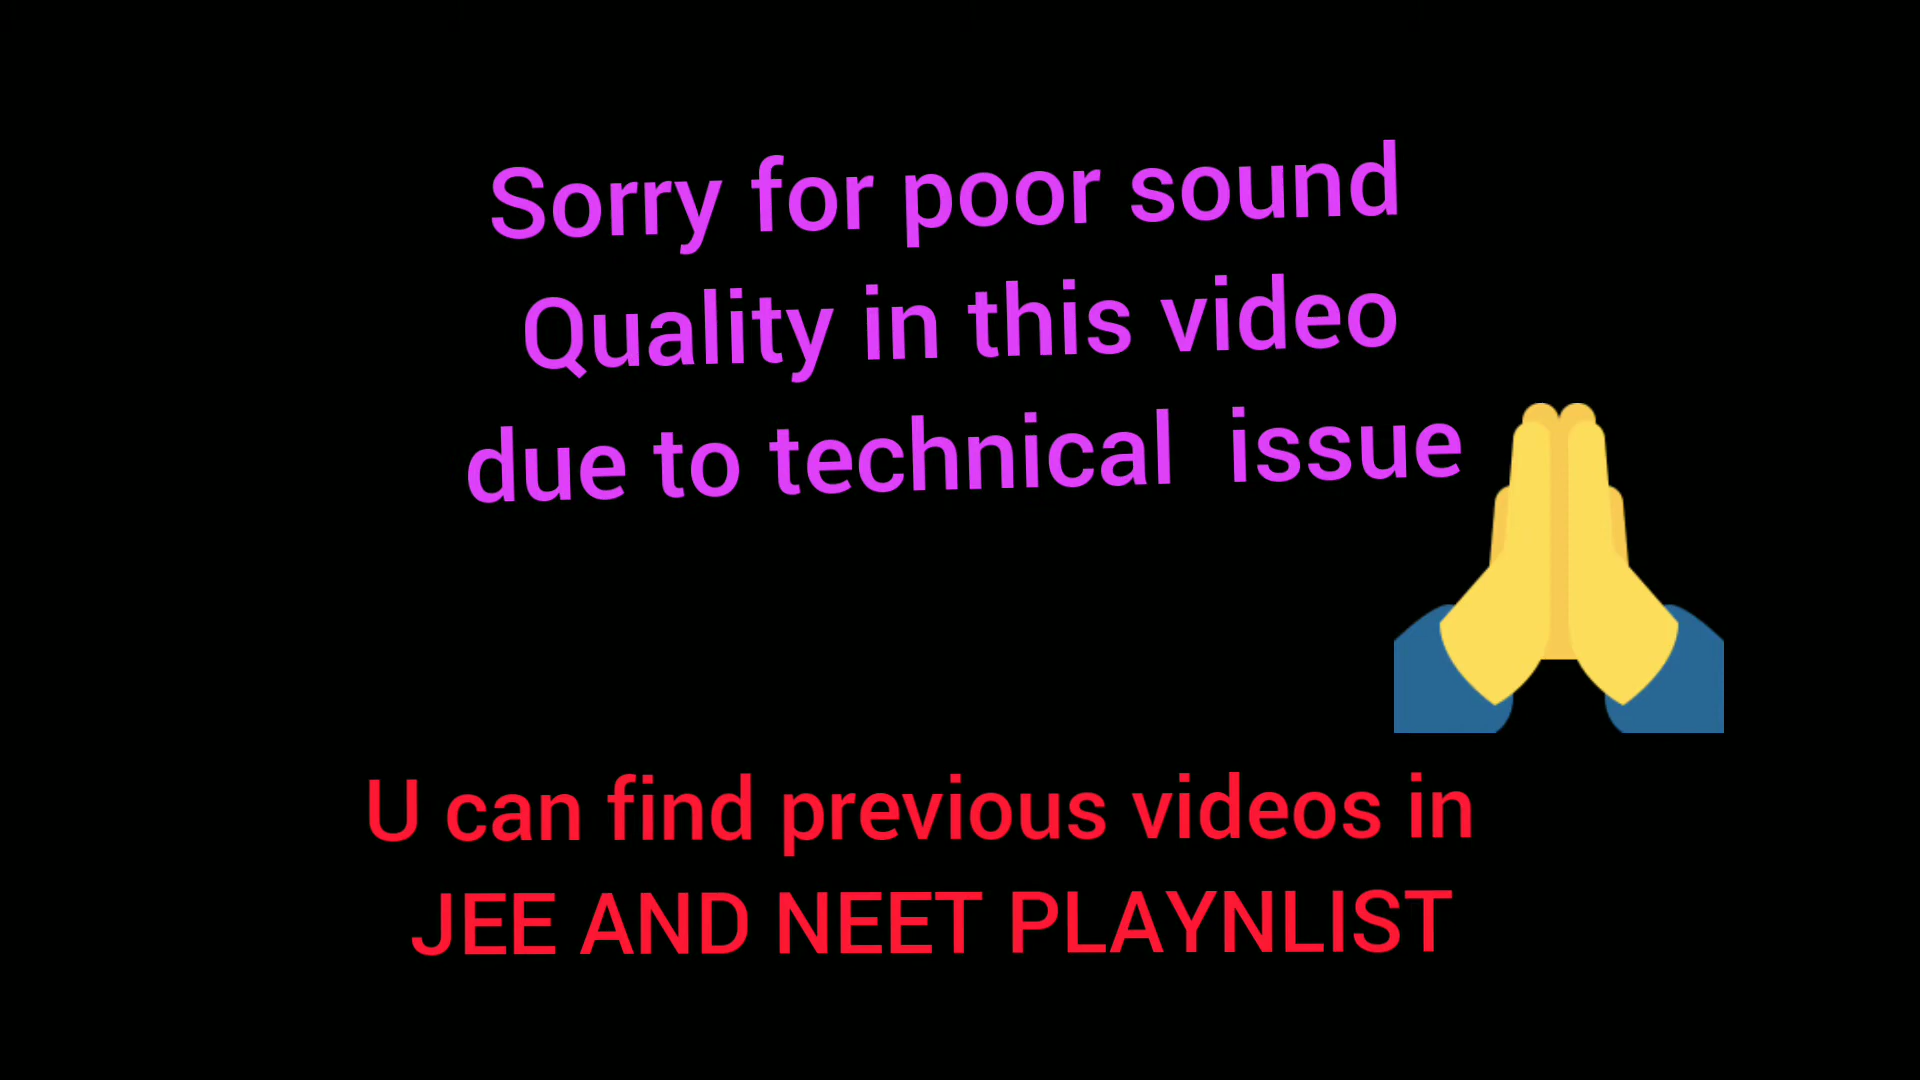 Sorry for poor sound
Quality in this video
due to technical  issue
U can find previous videos in
JEE AND NEET PLAYNLIST